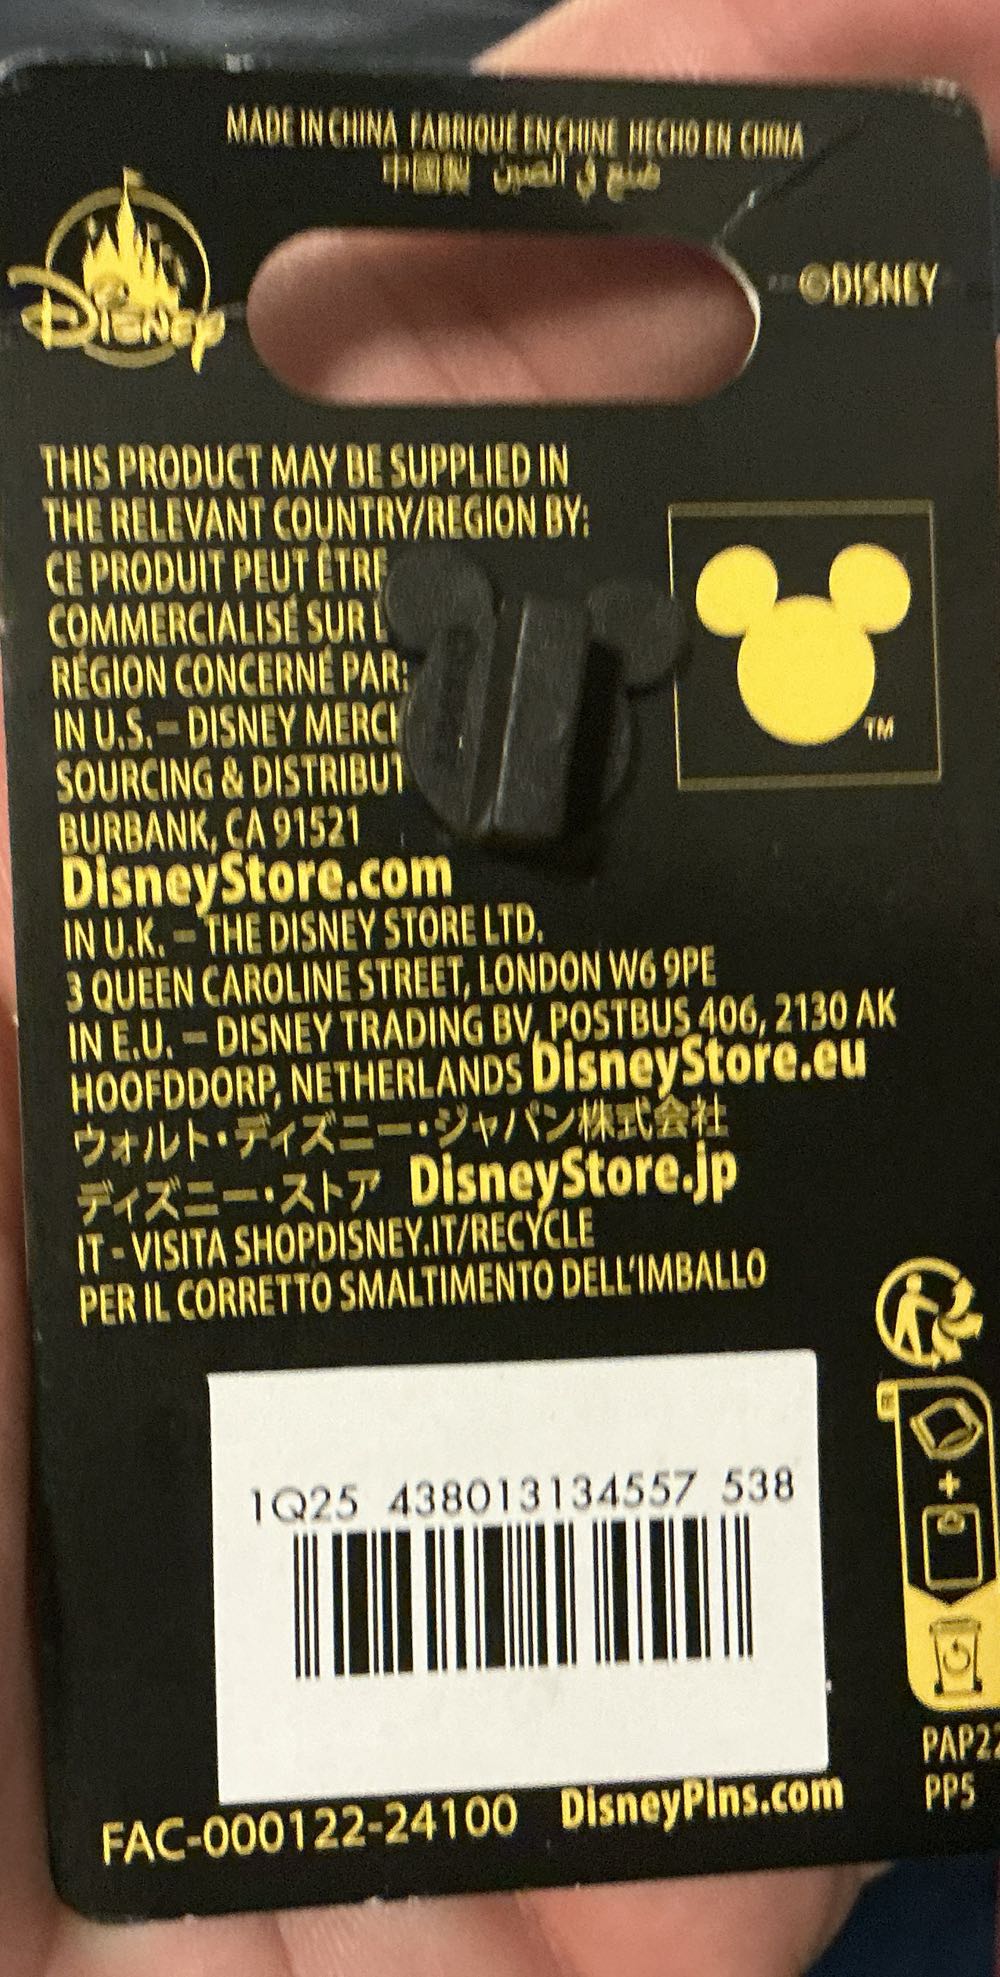 MADE IN CHINA FABRIQUÉ EN CHINE HECHO EN CHINA
中國製 صنع في الصين
Disney
©DISNEY
THIS PRODUCT MAY BE SUPPLIED IN
THE RELEVANT COUNTRY/REGION BY:
CE PRODUIT PEUT ÊTRE
COMMERCIALISÉ SUR
RÉGION CONCERNÉ PAR:
IN U.S. – DISNEY
SOURCING &
BURBANK, CA 91521
TM
DisneyStore.com
IN U.K. – THE DISNEY STORE LTD.
3 QUEEN CAROLINE STREET, LONDON W6 9PE
IN E.U. – DISNEY TRADING BV, POSTBUS 406, 2130 AK
HOOFDDORP, NETHERLANDS DisneyStore.eu
ウォルト・ディズニー・ジャパン株式会社
ディズニー・ストア DisneyStore.jp
IT - VISITA SHOPDISNEY.IT/RECYCLE
PER IL CORRETTO SMALTIMENTO DELL'IMBALLO
1Q25 438013134557 538
PAP22
PP5
FAC-000122-24100 DisneyPins.com